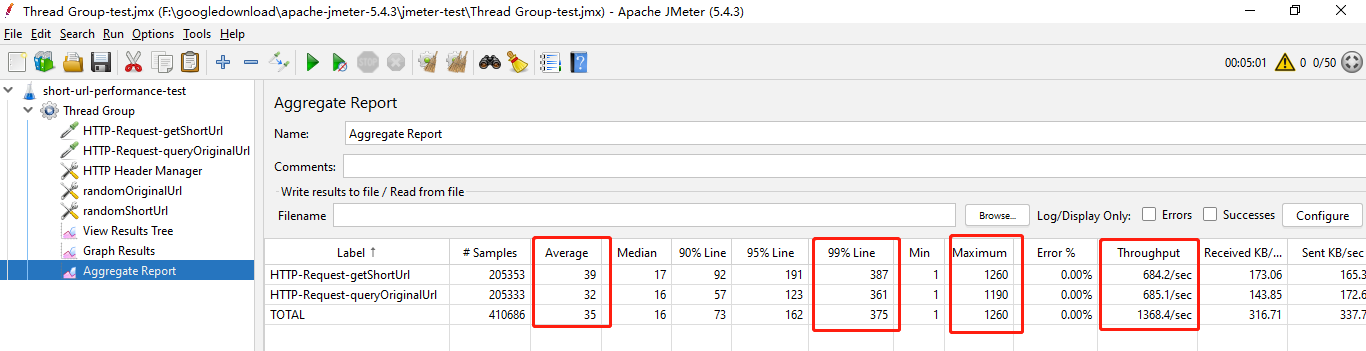 Thread Group-test.jmx (F:\googledownload\apache-jmeter-5.4.3\jmeter-test\Thread Group-test.jmx) - Apache JMeter (5.4.3)
File Edit Search Run Options Tools Help
STOP 00:05:01 0 0/50
short-url-performance-test
Thread Group
HTTP-Request-getShortUrl
HTTP-Request-queryOriginalUrl
HTTP Header Manager
randomOriginalUrl
randomShortUrl
View Results Tree
Graph Results
Aggregate Report
Aggregate Report
Name: Aggregate Report
Comments:
Write results to file / Read from file
Filename Browse... Log/Display Only: Errors Successes Configure
Label ↑ # Samples Average Median 90% Line 95% Line 99% Line Min Maximum Error % Throughput Received KB/... Sent KB/sec
HTTP-Request-getShortUrl 205353 39 17 92 191 387 1 1260 0.00% 684.2/sec 173.06 165.3
HTTP-Request-queryOriginalUrl 205333 32 16 57 123 361 1 1190 0.00% 685.1/sec 143.85 172.6
TOTAL 410686 35 16 73 162 375 1 1260 0.00% 1368.4/sec 316.71 337.7